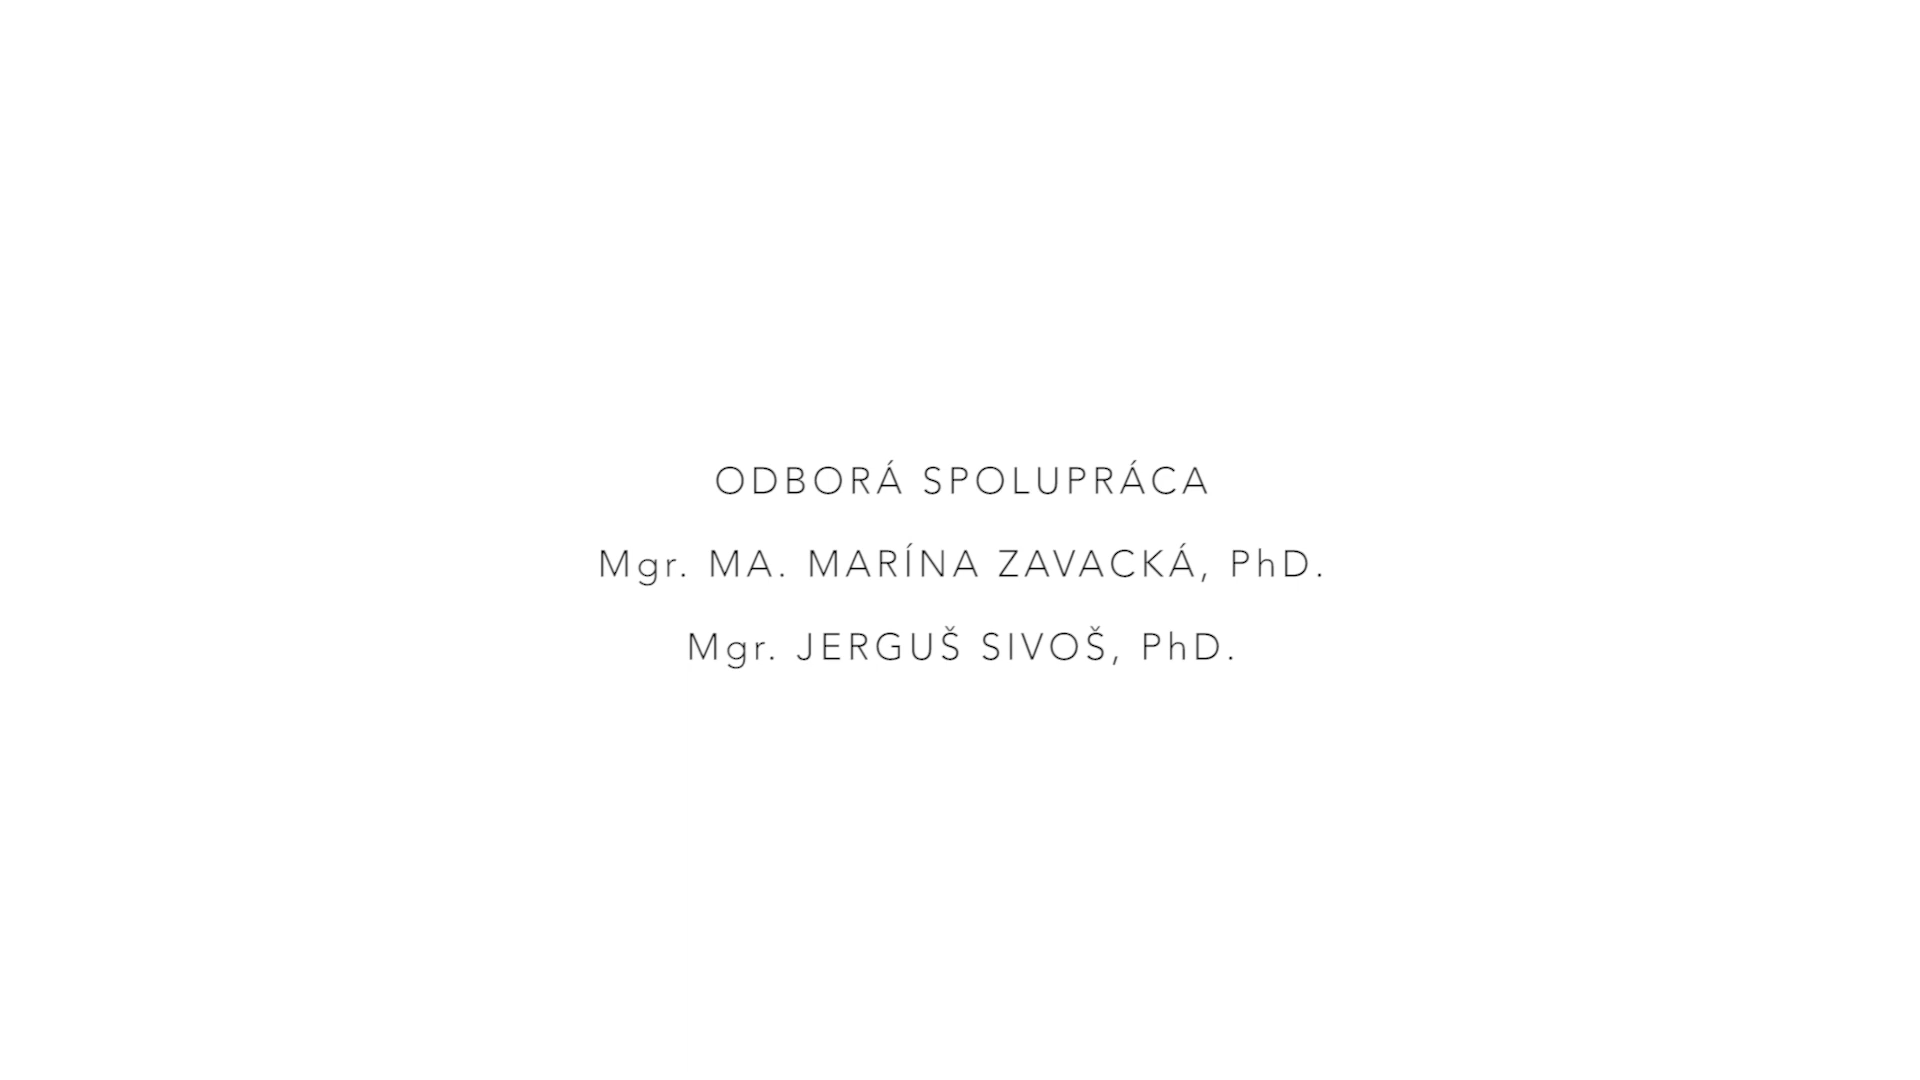 ODBORÁ SPOLUPRÁCA
Mgr. MA. MARÍNA ZAVACKÁ, PhD.
Mgr. JERGUŠ SIVOŠ, PhD.